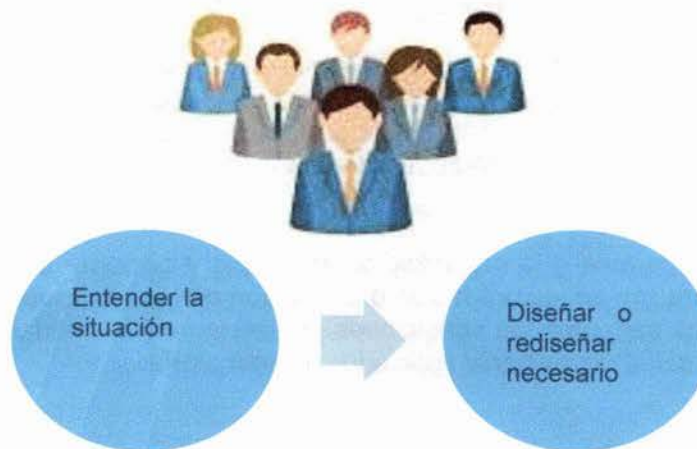 Entender la
situación
Diseñar o
rediseñar
necesario